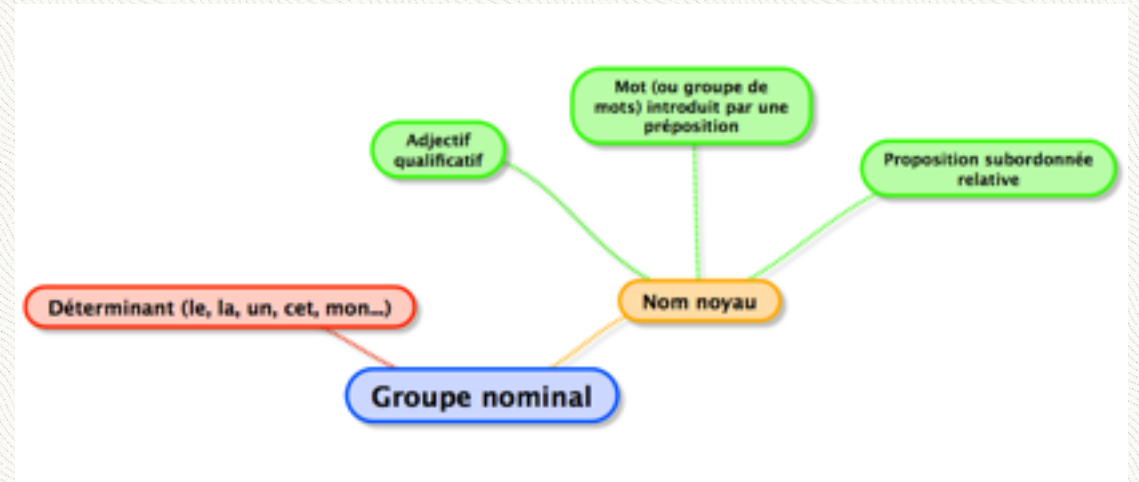 Mot (ou groupe de
mots) introduit par une
préposition
Adjectif
qualificatif
Proposition subordonnée
relative
Déterminant (le, la, un, cet, mon...)
Nom noyau
Groupe nominal